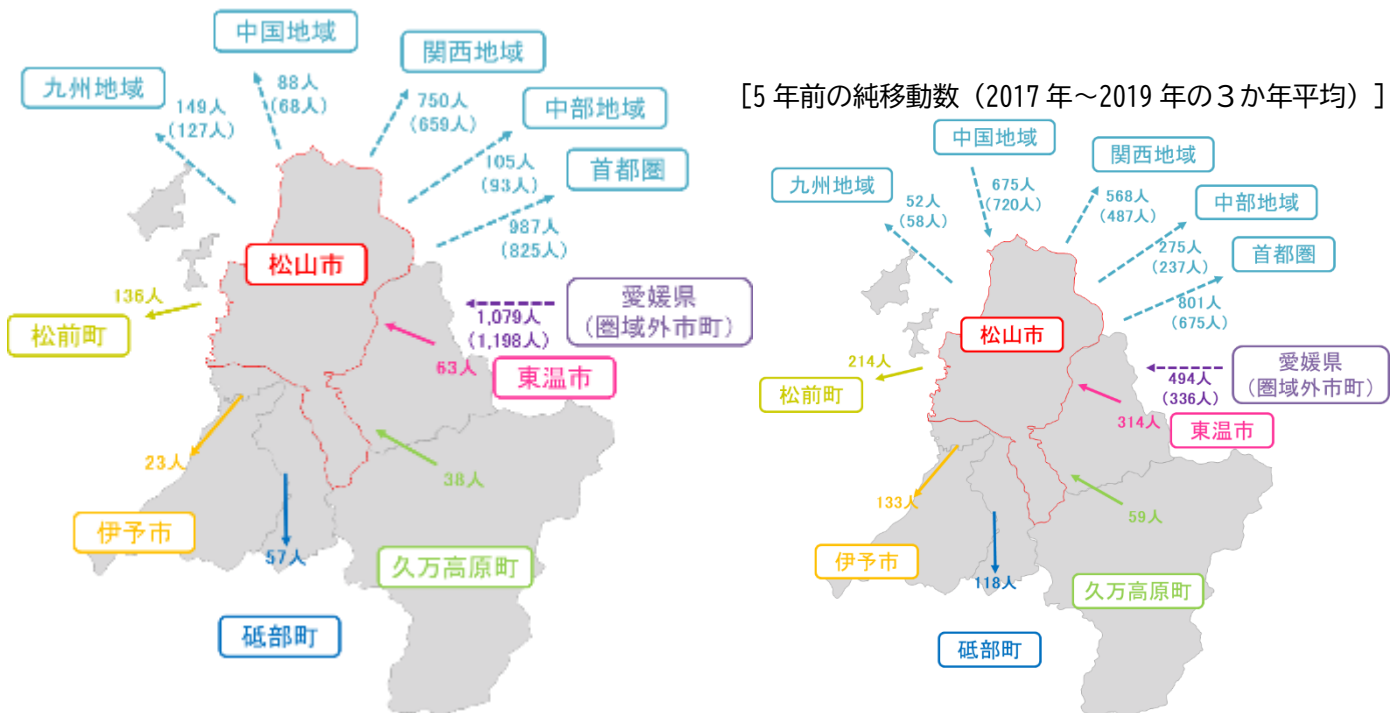 中国地域
88人
(68人)
関西地域
750人
(659人)
九州地域
149人
(127人)
中部地域
105人
(93人)
首都圏
987人
(825人)
松山市
136人
松前町
愛媛県
(圏域外市町)
1,079人
(1,198人)
63人
東温市
23人
38人
伊予市
57人
久万高原町
砥部町
[5年前の純移動数（2017年～2019年の３か年平均）]
中国地域
675人
(720人)
関西地域
568人
(487人)
九州地域
52人
(58人)
中部地域
275人
(237人)
首都圏
801人
(675人)
松山市
214人
松前町
愛媛県
(圏域外市町)
494人
(336人)
314人
東温市
133人
59人
伊予市
118人
久万高原町
砥部町